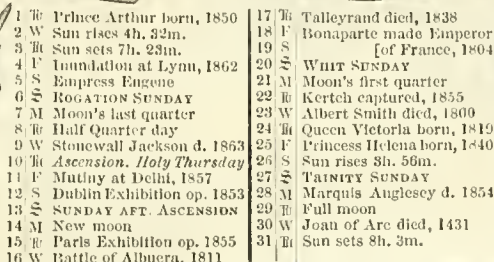 1 Tu Prince Arthur born, 1850
2 W Sun rises 4h. 32m.
3 Th Sun sets 7h. 23m.
4 F Inundation at Lynn, 1862
5 S Empress Eugene
6 S ROGATION SUNDAY
7 M Moon's last quarter
8 Tu Half Quarter day
9 W Stonewall Jackson d. 1863
10 Th Ascension. Holy Thursday
11 F Mutiny at Delhi, 1857
12 S Dublin Exhibition op. 1853
13 S SUNDAY AFT. ASCENSION
14 M New moon
15 Tu Paris Exhibition op. 1855
16 W Battle of Albuera, 1811
17 Th Talleyrand died, 1838
18 F Bonaparte made Emperor
19 S [of France, 1804
20 S WHIT SUNDAY
21 M Moon's first quarter
22 Tu Kertch captured, 1855
23 W Albert Smith died, 1860
24 Th Queen Victoria born, 1819
25 F Princess Helena born,
26 S Sun rises 3h. 56m.
27 S TRINITY SUNDAY
28 M Marquis Anglesey d. 1854
29 Tu Full moon
30 W Joan of Arc died, 1431
31 Th Sun sets 8h. 3m.